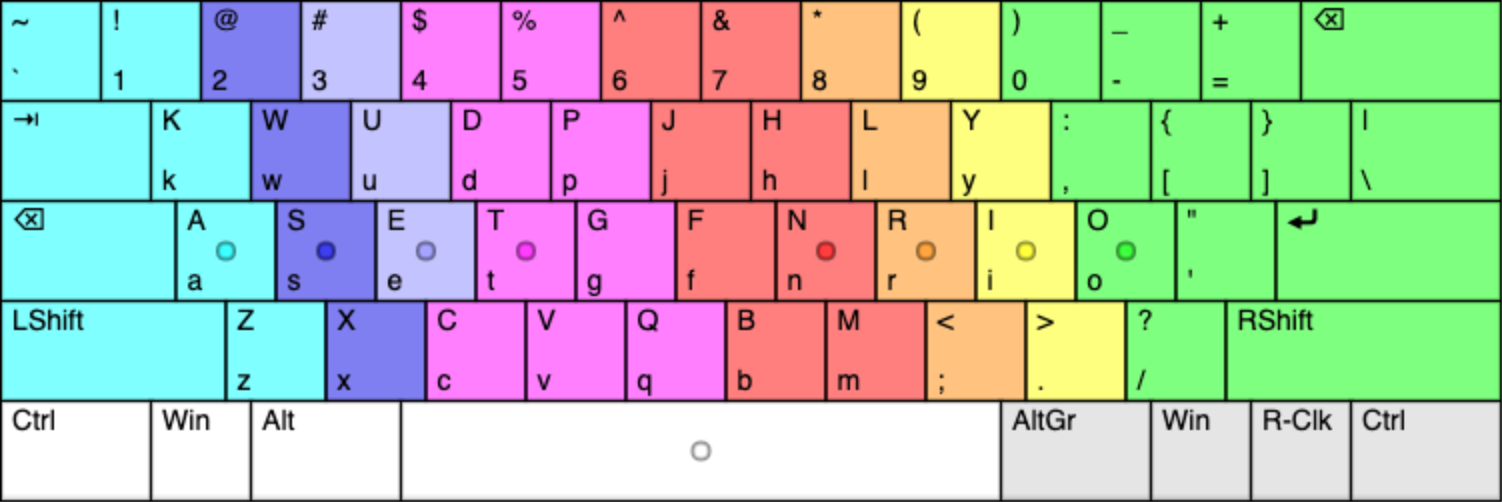 ~ ! @ # $ % ^ & * ( ) _ + ⌫
` 1 2 3 4 5 6 7 8 9 0 - =
⇥ K W U D P J H L Y : { } |
k w u d p j h l y , [ ] \
⌫ A S E T G F N R I O " ↵
a s e t g f n r i o '
LShift Z X C V Q B M < > ? RShift
z x c v q b m ; . /
Ctrl Win Alt AltGr Win R-Clk Ctrl